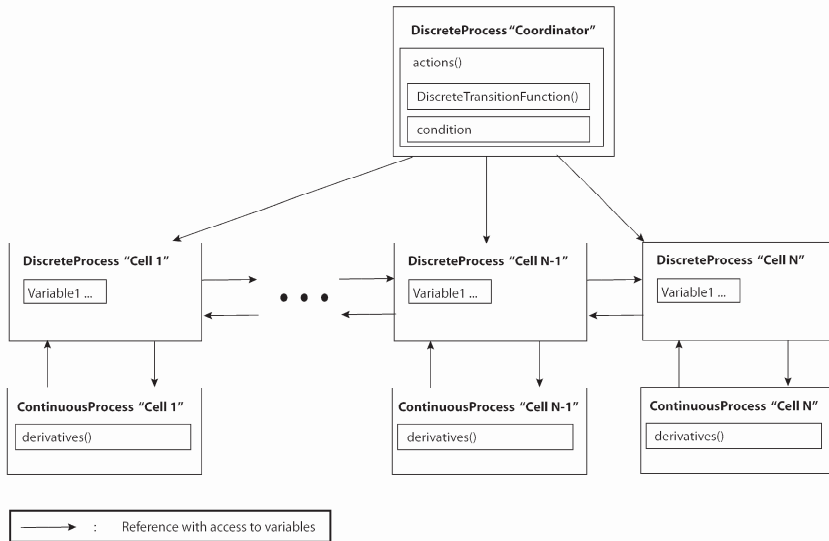 DiscreteProcess “Coordinator”
actions()
DiscreteTransitionFunction()
condition
DiscreteProcess “Cell 1”
Variable1 ...
DiscreteProcess “Cell N-1”
Variable1 ...
DiscreteProcess “Cell N”
Variable1 ...
ContinuousProcess “Cell 1”
derivatives()
ContinuousProcess “Cell N-1”
derivatives()
ContinuousProcess “Cell N”
derivatives()
: Reference with access to variables